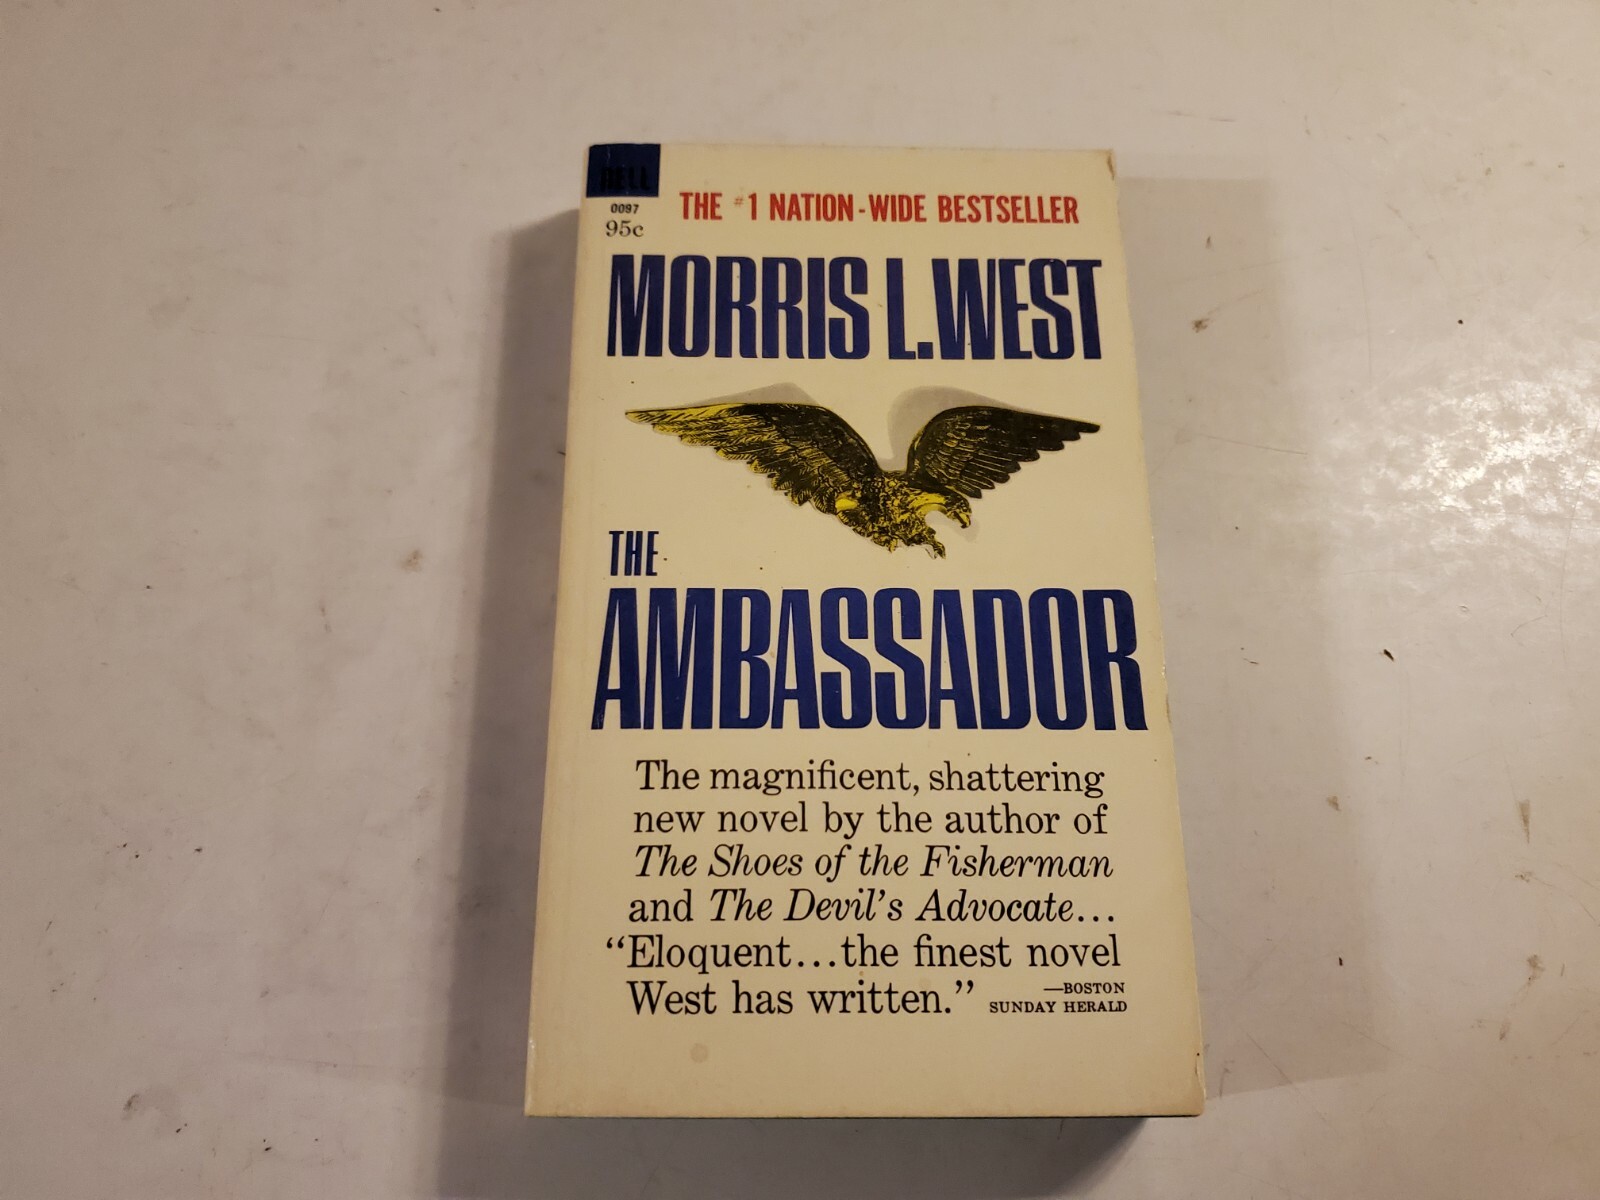 DELL
0097
95c
THE #1 NATION-WIDE BESTSELLER
MORRIS L. WEST
THE
AMBASSADOR
The magnificent, shattering
new novel by the author of
The Shoes of the Fisherman
and The Devil's Advocate...
“Eloquent...the finest novel
West has written.” —BOSTON
SUNDAY HERALD